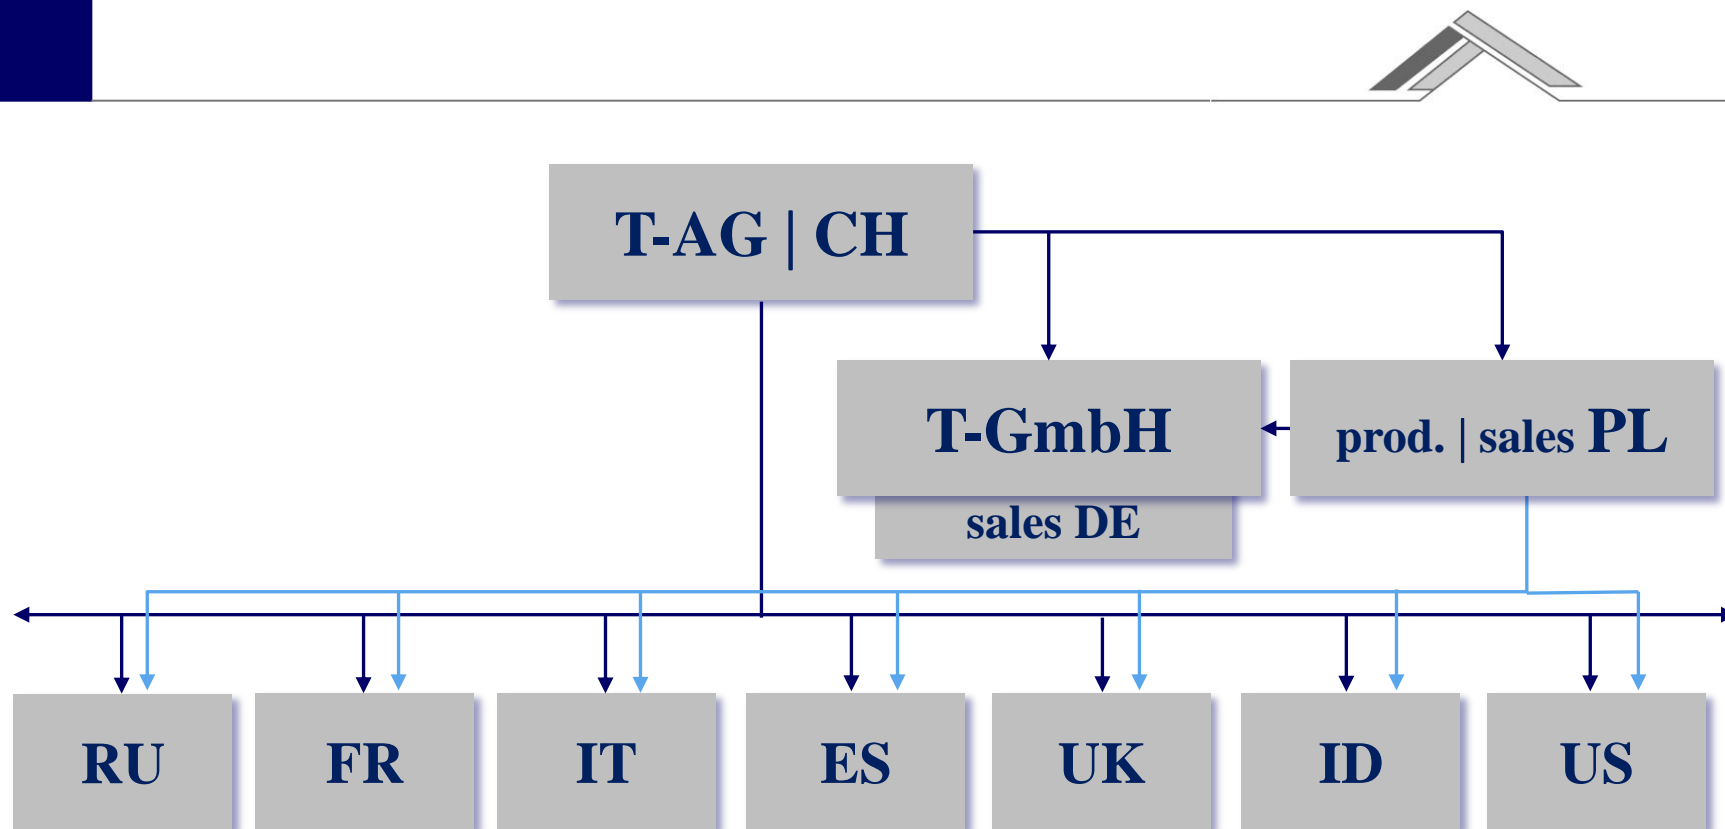 T-AG | CH
T-GmbH
prod. | sales PL
sales DE
RU
FR
IT
ES
UK
ID
US